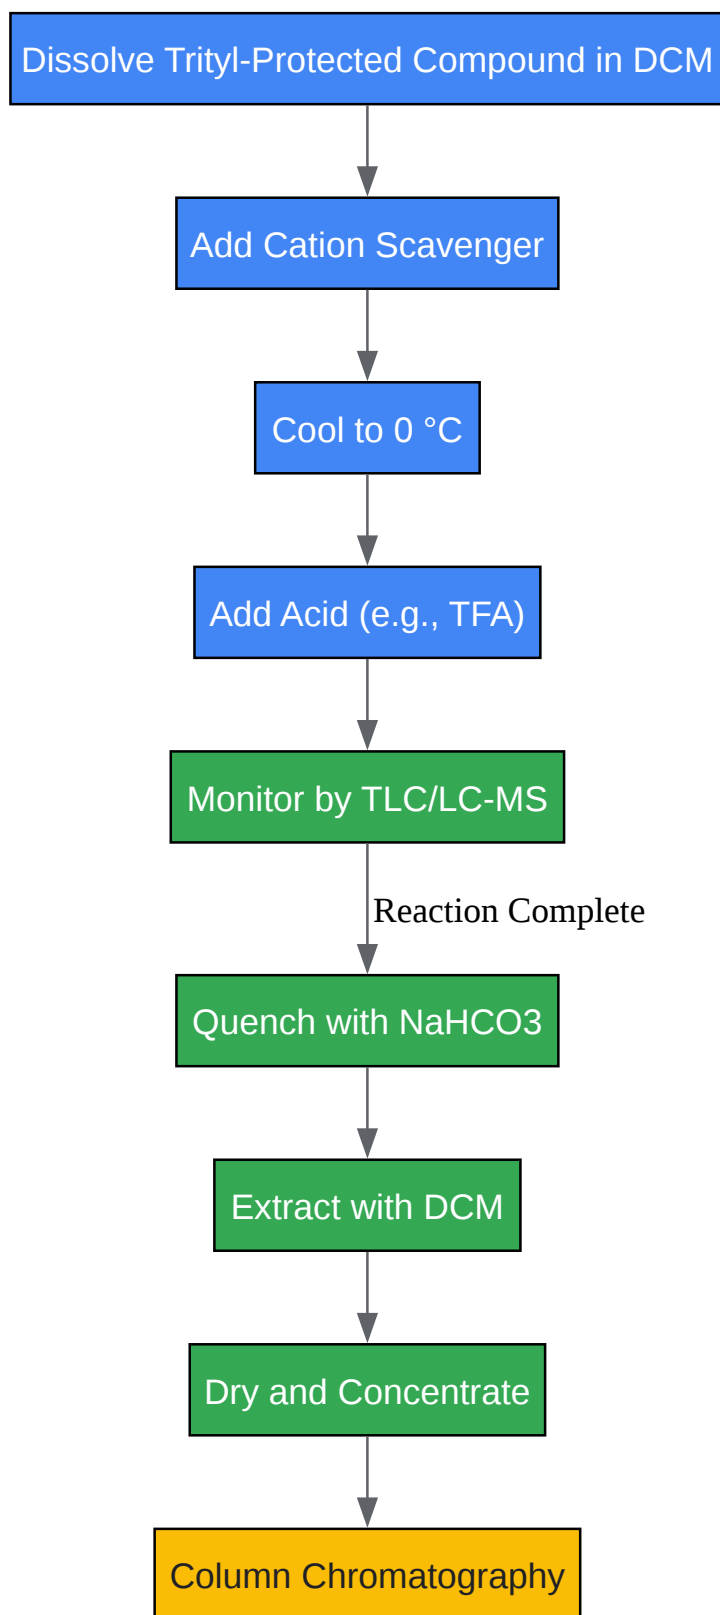 Dissolve Trityl-Protected Compound in DCM
Add Cation Scavenger
Cool to 0 °C
Add Acid (e.g., TFA)
Monitor by TLC/LC-MS
Reaction Complete
Quench with NaHCO3
Extract with DCM
Dry and Concentrate
Column Chromatography